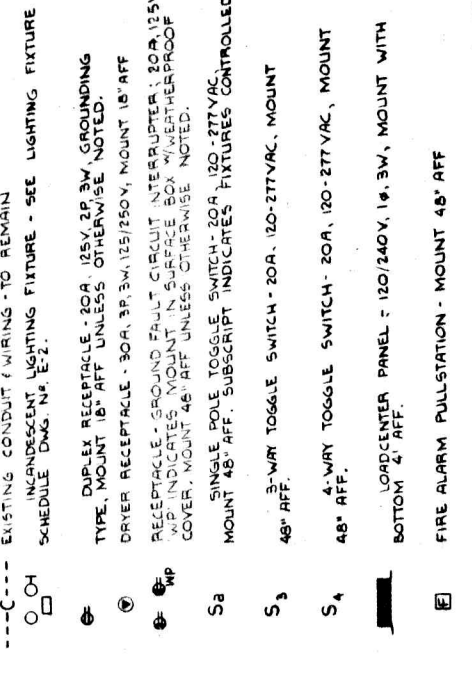 ---C--- EXISTING CONDUIT & WIRING - TO REMAIN
INCANDESCENT LIGHTING FIXTURE - SEE LIGHTING FIXTURE
SCHEDULE DWG. Nº. E-2.
DUPLEX RECEPTACLE - 20A, 125V, 2P, 3W, GROUNDING
TYPE, MOUNT 18" AFF UNLESS OTHERWISE NOTED.
DRYER RECEPTACLE - 30A, 3P, 3W, 125/250V, MOUNT 18" AFF
RECEPTACLE - GROUND FAULT CIRCUIT INTERRUPTER; 20A, 125V
WP "WP" INDICATES MOUNT IN SURFACE BOX W/WEATHERPROOF
COVER, MOUNT 48" AFF UNLESS OTHERWISE NOTED.
Sa SINGLE POLE TOGGLE SWITCH - 20A, 120-277VAC,
MOUNT 48" AFF. SUBSCRIPT INDICATES FIXTURES CONTROLLED
S3 3-WAY TOGGLE SWITCH - 20A, 120-277VAC, MOUNT
48" AFF.
S4 4-WAY TOGGLE SWITCH - 20A, 120-277VAC, MOUNT
48" AFF.
LOADCENTER PANEL = 120/240V, 1ϕ, 3W, MOUNT WITH
BOTTOM 4' AFF.
F FIRE ALARM PULLSTATION - MOUNT 48" AFF